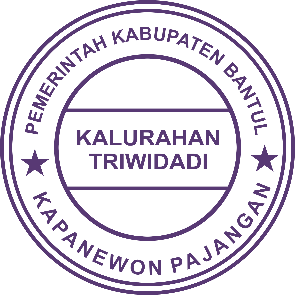 PEMERINTAH KABUPATEN BANTUL
KALURAHAN
TRIWIDADI
KAPANEWON PAJANGAN